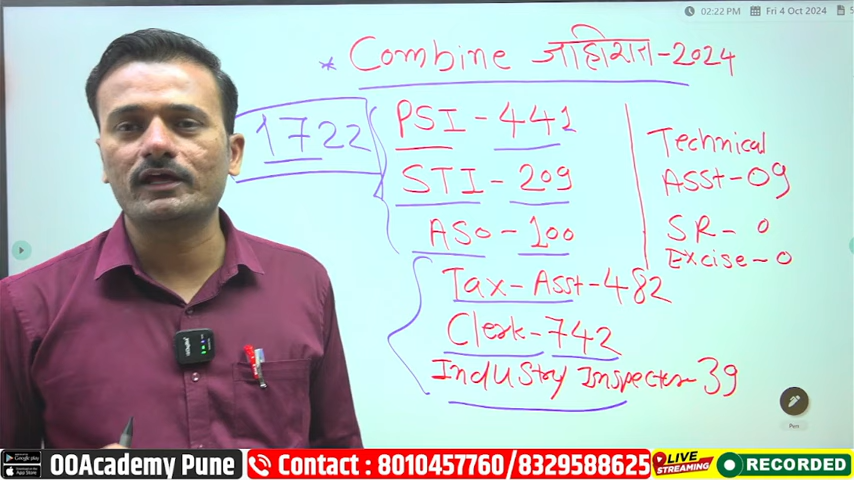 02:22 PM Fri 4 Oct 2024
* Combine जाहिरात-2024
1722
PSI - 441
STI - 209
ASO - 100
Tax - Asst - 482
Clerk - 742
Industry Inspector - 39
Technical
ASSt - 09
SR - 0
Excise - 0
Pen
OOAcademy Pune
Contact : 8010457760/8329588625
LIVE
STREAMING
RECORDED